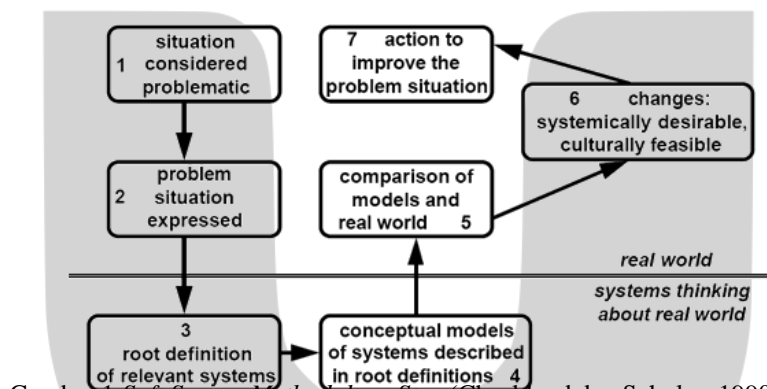 situation
1 considered
problematic
2 problem
situation
expressed
3
root definition
of relevant systems
conceptual models
of systems described
in root definitions 4
comparison of
models and
real world 5
6 changes:
systemically desirable,
culturally feasible
7 action to
improve the
problem situation
real world
systems thinking
about real world